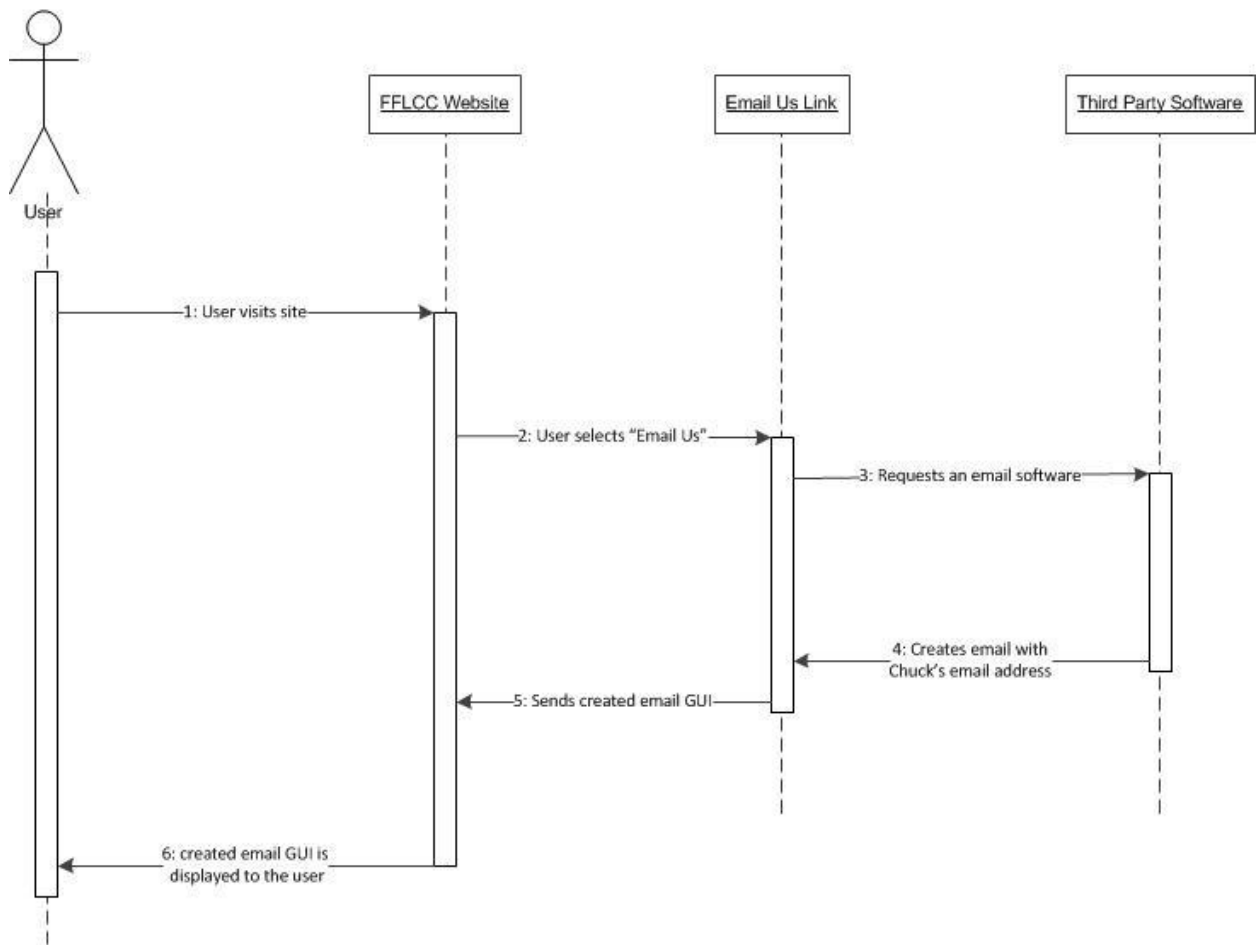 FFLCC Website
Email Us Link
Third Party Software
User
1: User visits site
2: User selects “Email Us”
3: Requests an email software
4: Creates email with
Chuck’s email address
5: Sends created email GUI
6: created email GUI is
displayed to the user